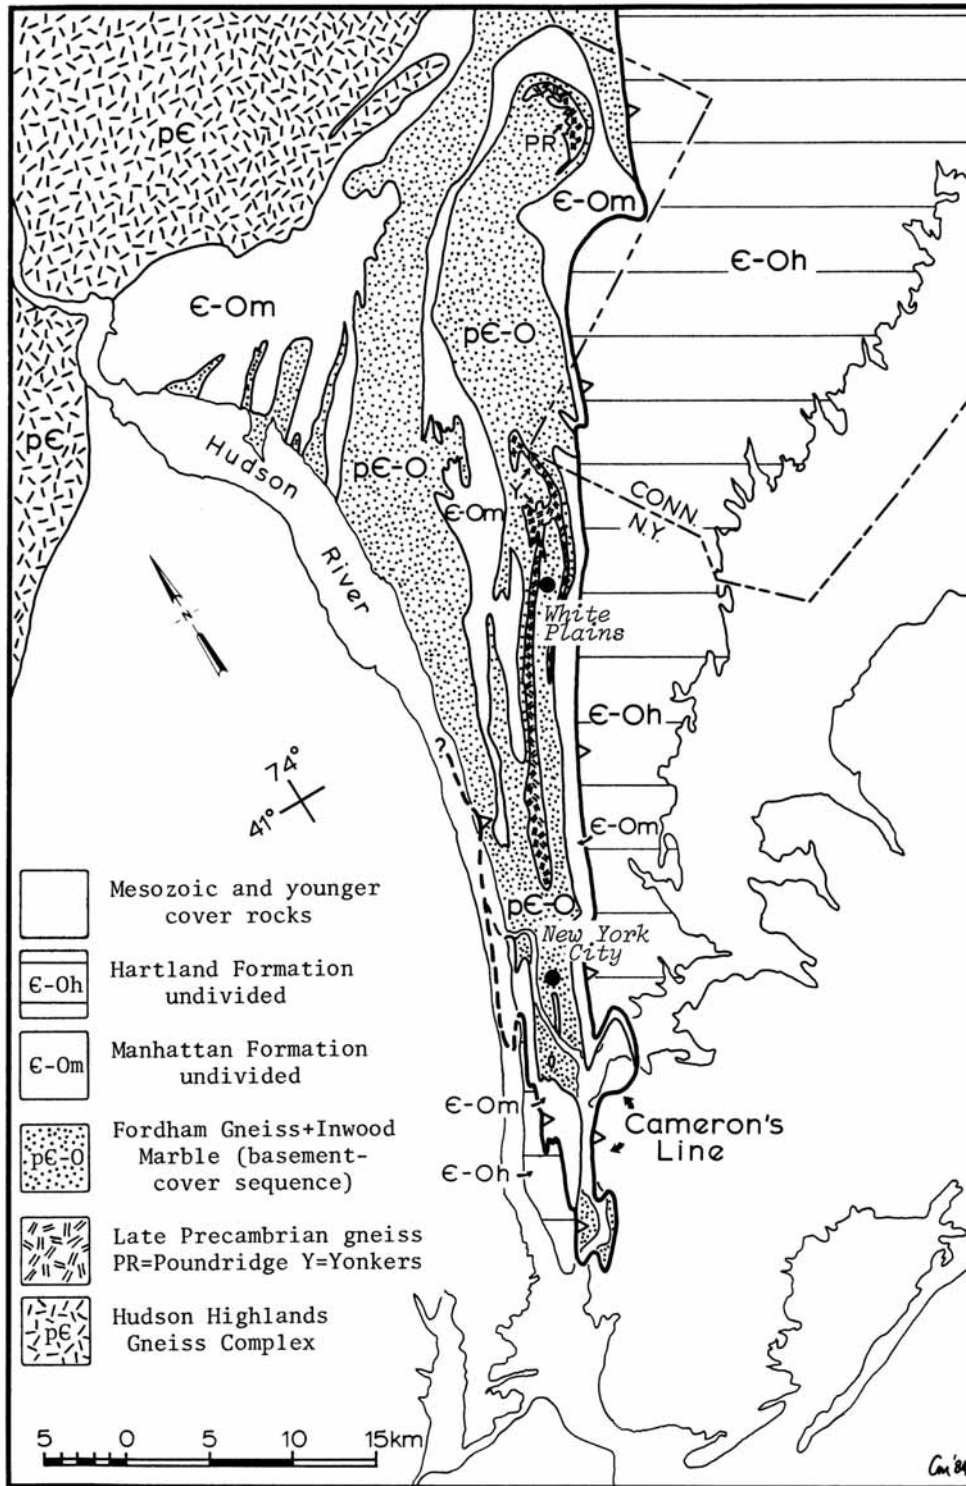 pЄ
PR
Є-Om
Є-Oh
Є-Om
pЄ-O
pЄ
Hudson
River
pЄ-O
Є-Om
Y
CONN.
N.Y.
White
Plains
N
Є-Oh
?
74°
41°
Є-Om
pЄ-O
New York
City
Mesozoic and younger
cover rocks
Є-Oh
Hartland Formation
undivided
Є-Om
Manhattan Formation
undivided
pЄ-O
Fordham Gneiss+Inwood
Marble (basement-
cover sequence)
Late Precambrian gneiss
PR=Poundridge Y=Yonkers
pЄ
Hudson Highlands
Gneiss Complex
Є-Om
Є-Oh
Cameron's
Line
5 0 5 10 15km